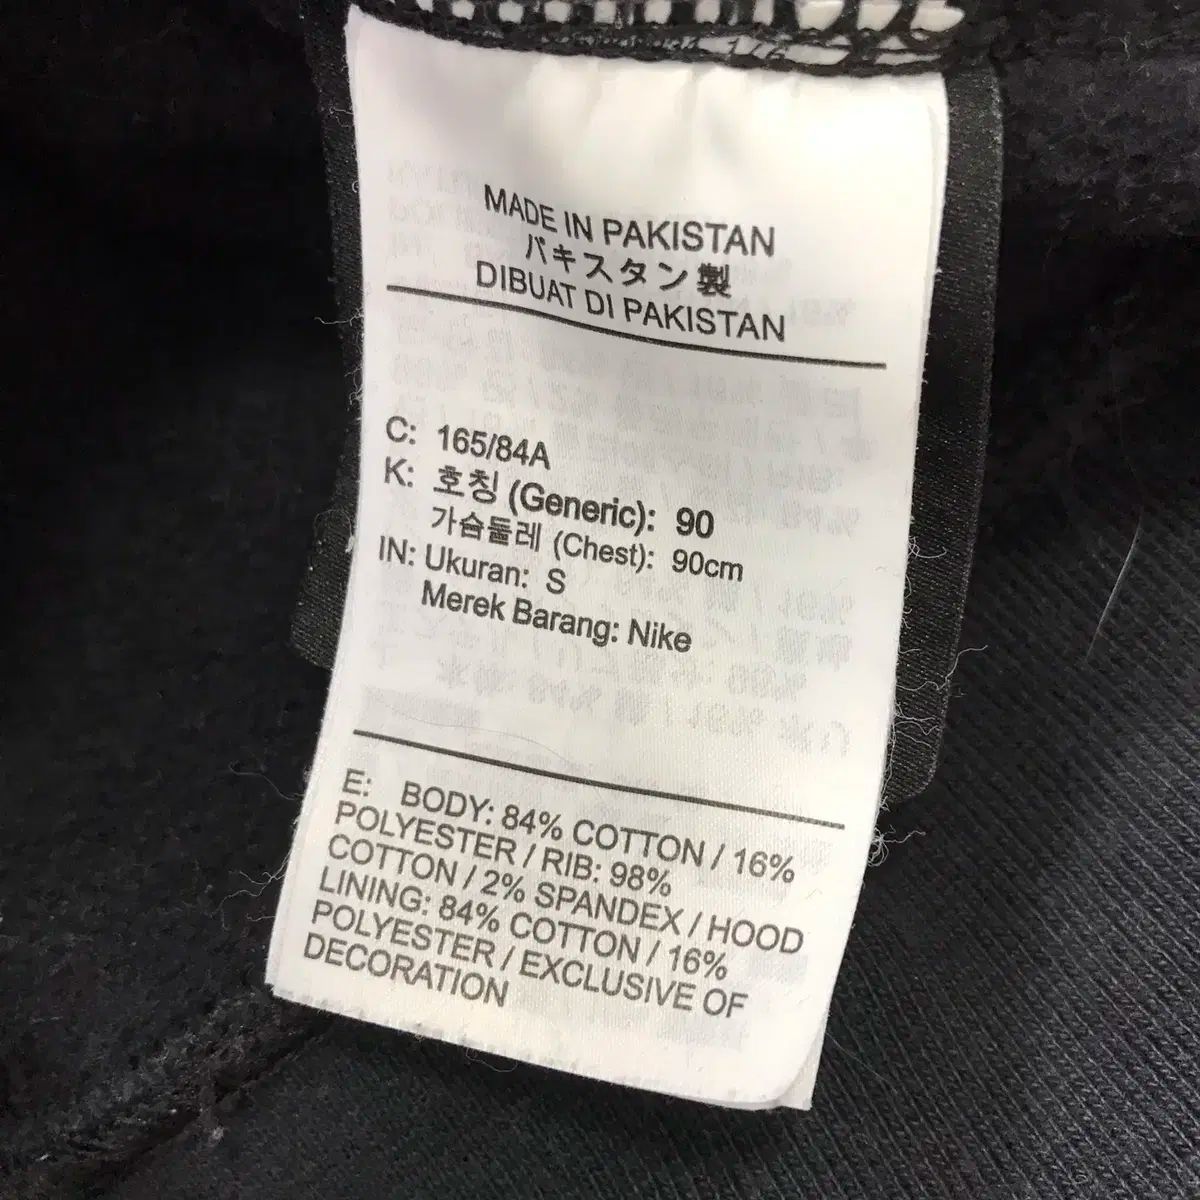 MADE IN PAKISTAN
パキスタン製
DIBUAT DI PAKISTAN
C: 165/84A
K: 호칭 (Generic): 90
가슴둘레 (Chest): 90cm
IN: Ukuran: S
Merek Barang: Nike
E: BODY: 84% COTTON / 16%
POLYESTER / RIB: 98%
COTTON / 2% SPANDEX / HOOD
LINING: 84% COTTON / 16%
POLYESTER / EXCLUSIVE OF
DECORATION